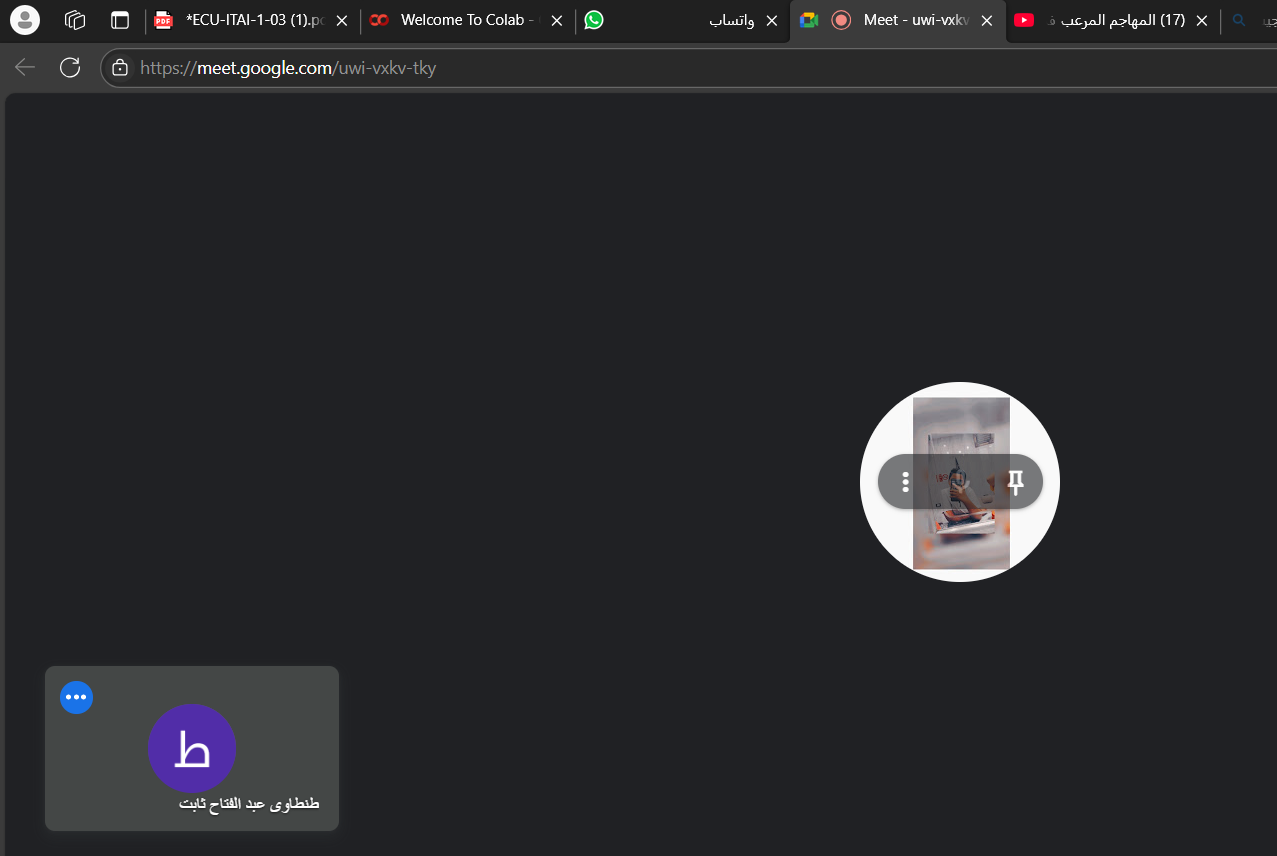 *ECU-ITAI-1-03 (1).pd
Welcome To Colab -
واتساب
Meet - uwi-vxkv
(17) المهاجم المرعب
https://meet.google.com/uwi-vxkv-tky
ط
طنطاوى عبد الفتاح ثابت